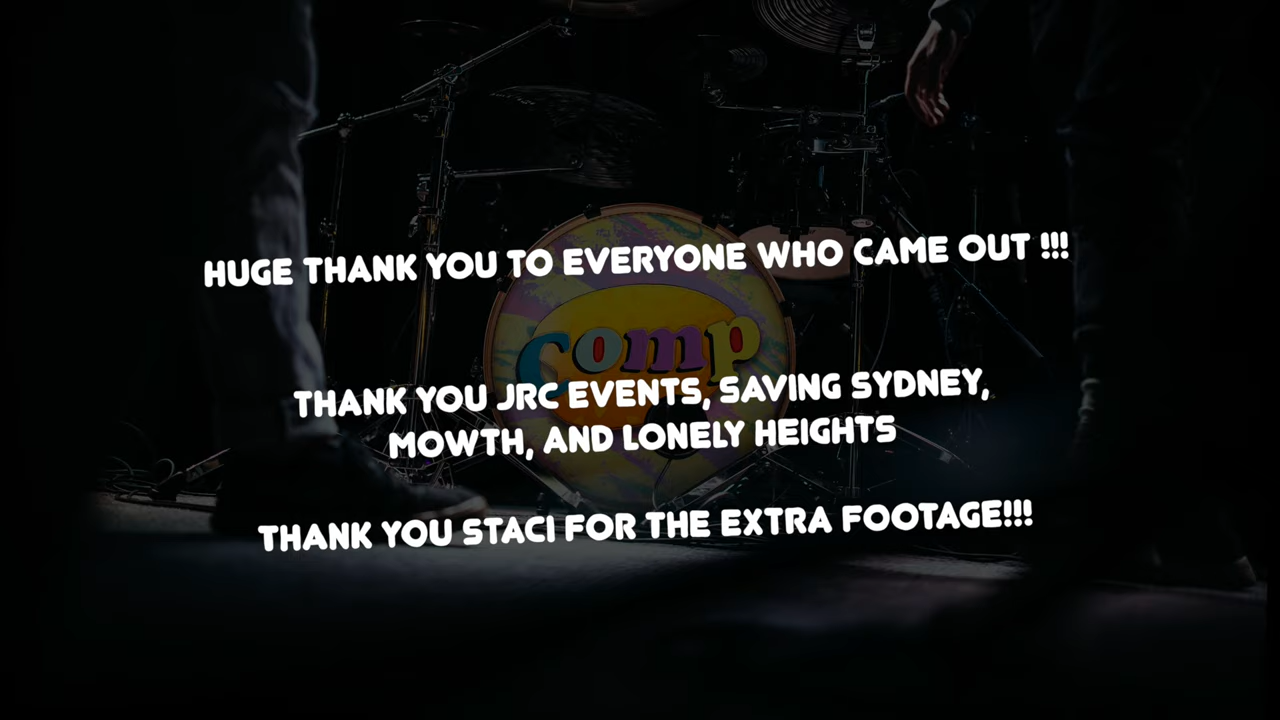 HUGE THANK YOU TO EVERYONE WHO CAME OUT !!!
comp
THANK YOU JRC EVENTS, SAVING SYDNEY,
MOWTH, AND LONELY HEIGHTS
THANK YOU STACI FOR THE EXTRA FOOTAGE!!!